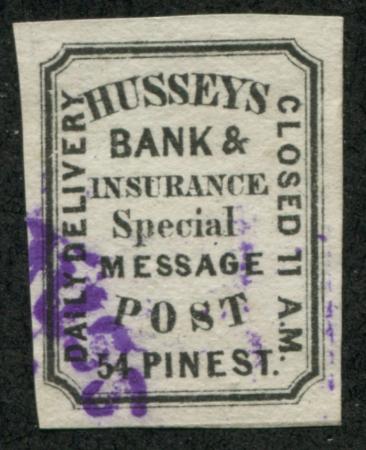 HUSSEYS
BANK &
INSURANCE
Special
MESSAGE
POST
54 PINE ST.
DAILY DELIVERY
CLOSED 11 A.M.